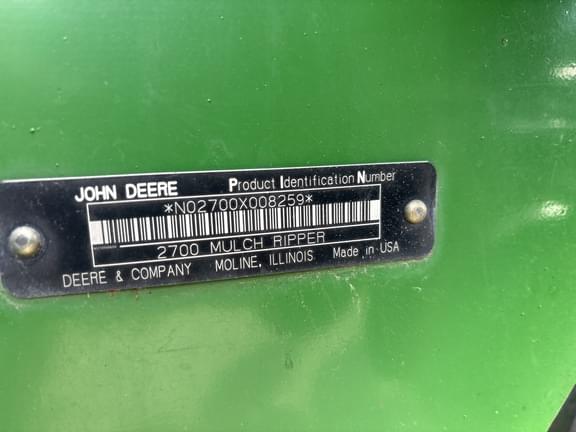 JOHN DEERE Product Identification Number
*N02700X008259*
2700 MULCH RIPPER
DEERE & COMPANY MOLINE, ILLINOIS Made in USA